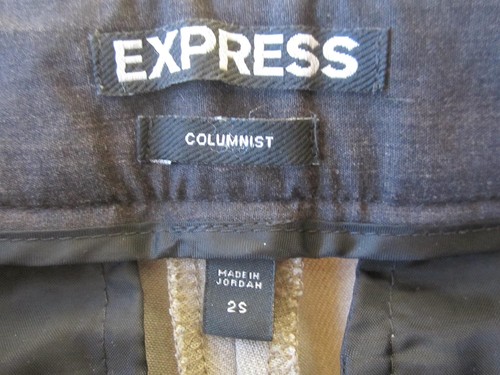 EXPRESS
COLUMNIST
MADE IN
JORDAN
2S